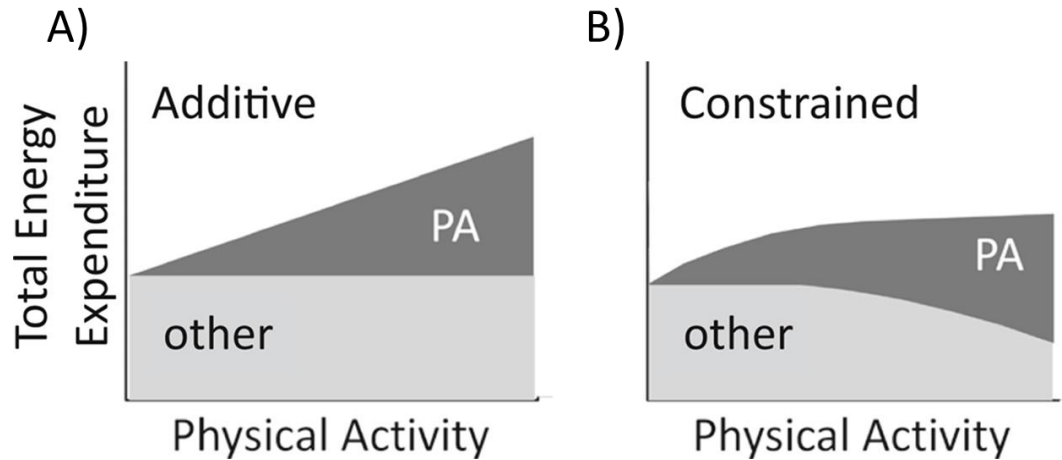 A)
Additive
PA
other
Total Energy
Expenditure
Physical Activity
B)
Constrained
PA
other
Physical Activity